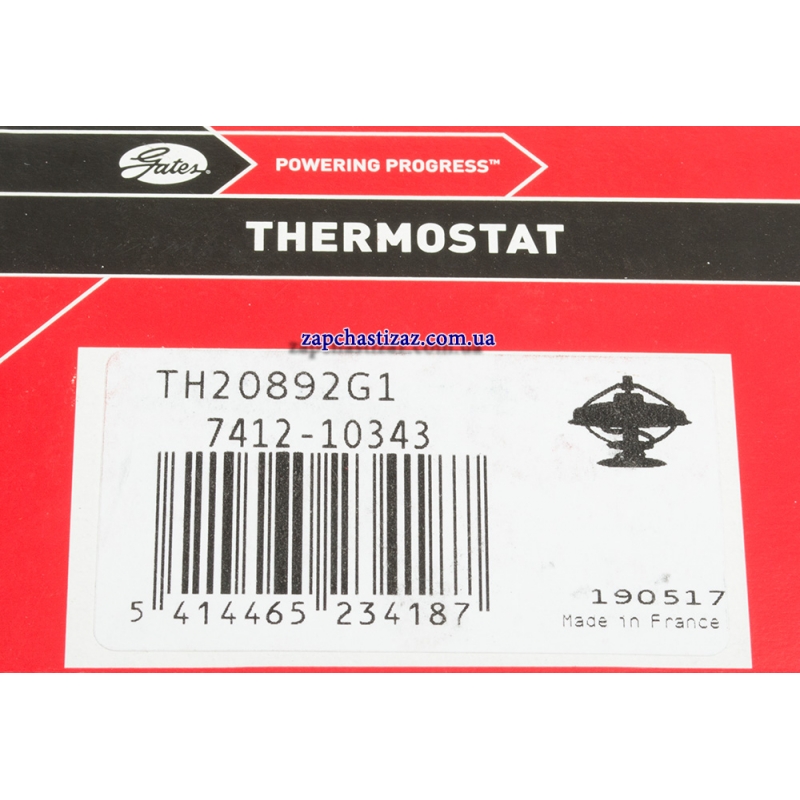 Gates®
POWERING PROGRESS™
THERMOSTAT
zapchastizaz.com.ua
TH20892G1
7412-10343
5 414465 234187
190517
Made in France